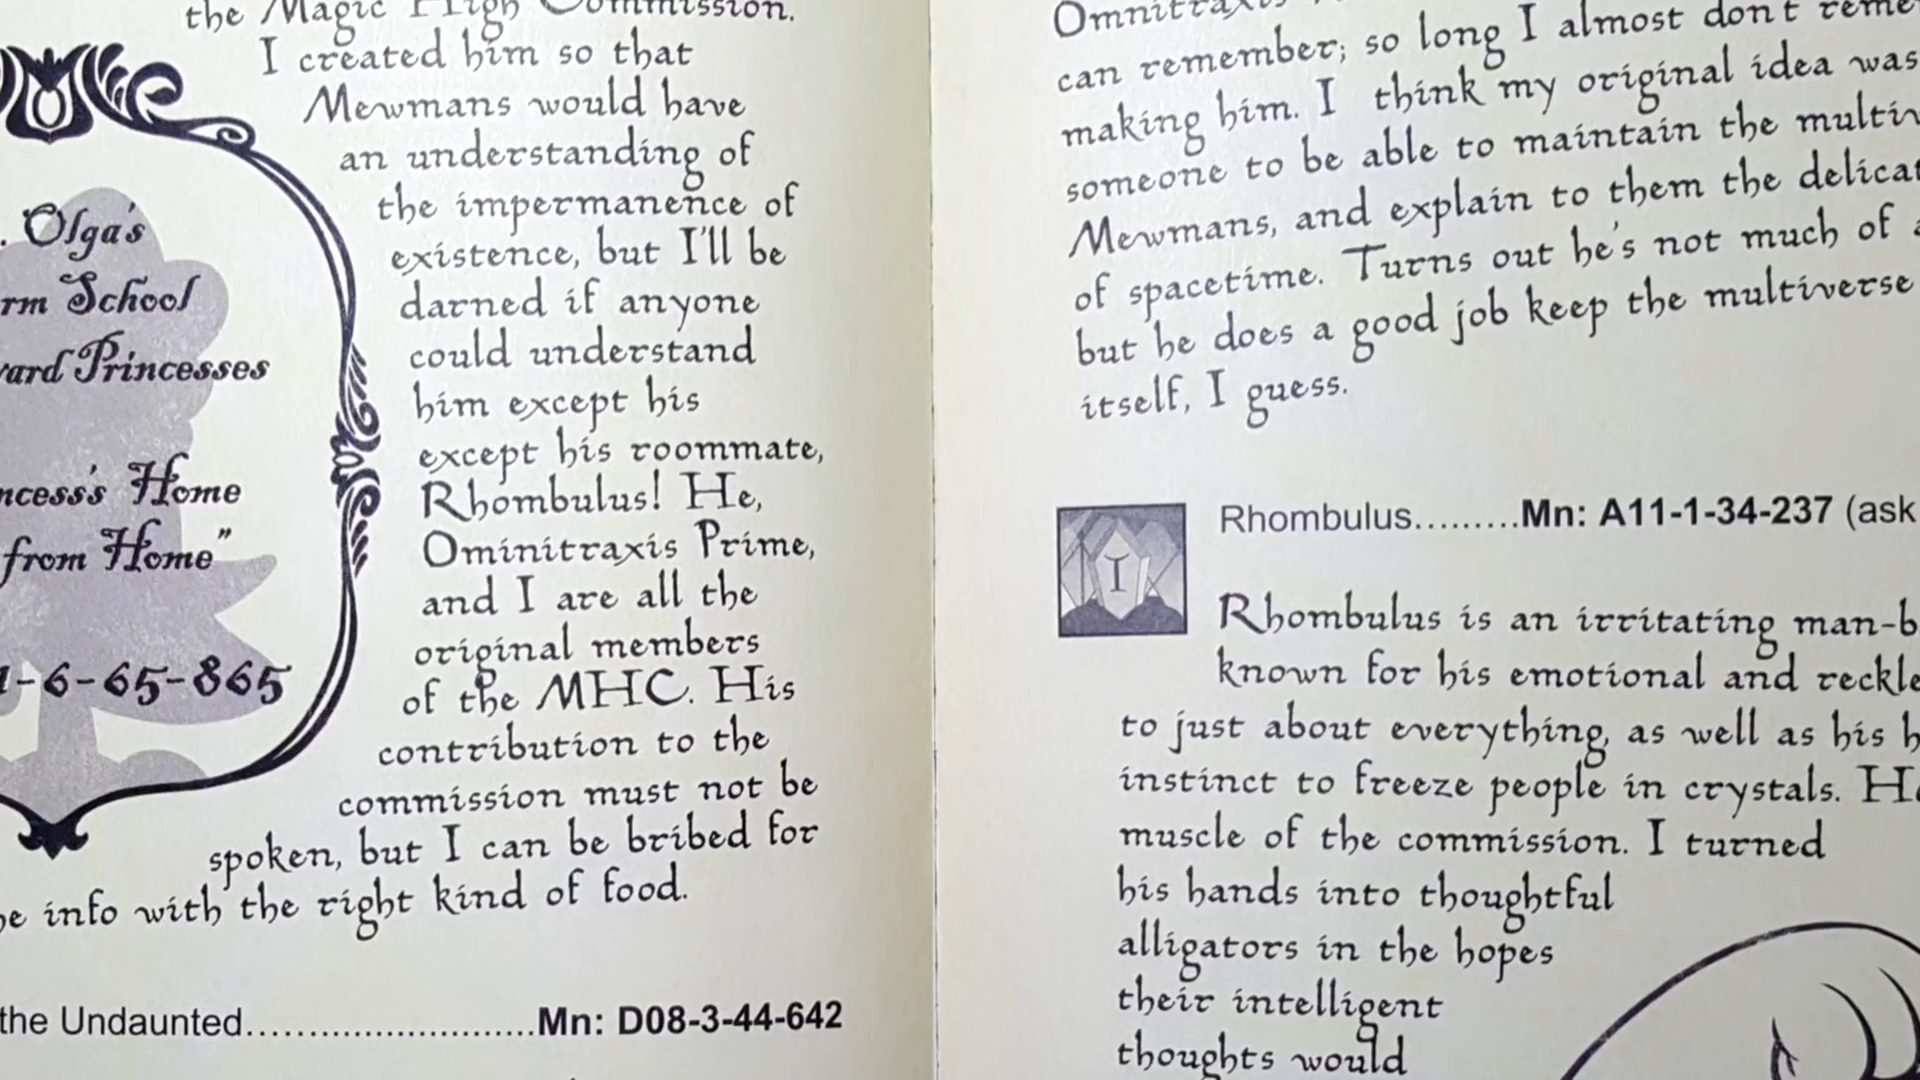 the Magic High Commission.
I created him so that
Mewmans would have
an understanding of
the impermanence of
existence, but I'll be
darned if anyone
could understand
him except his
except his roommate,
Rhombulus! He,
Ominitraxis Prime,
and I are all the
original members
of the MHC. His
contribution to the
commission must not be
spoken, but I can be bribed for
info with the right kind of food.
Olga's
School
Princesses
Home
from Home"
-6-65-865
the Undaunted.......................Mn: D08-3-44-642
Omnitraxis
can remember; so long I almost don't
making him. I think my original idea was
someone to be able to maintain the
Mewmans, and explain to them the
of spacetime. Turns out he's not much of
but he does a good job keep the multiverse
itself, I guess.
I
Rhombulus.........Mn: A11-1-34-237 (ask
Rhombulus is an irritating
known for his emotional and
to just about everything, as well as his
instinct to freeze people in crystals.
muscle of the commission. I turned
his hands into thoughtful
alligators in the hopes
their intelligent
thoughts would